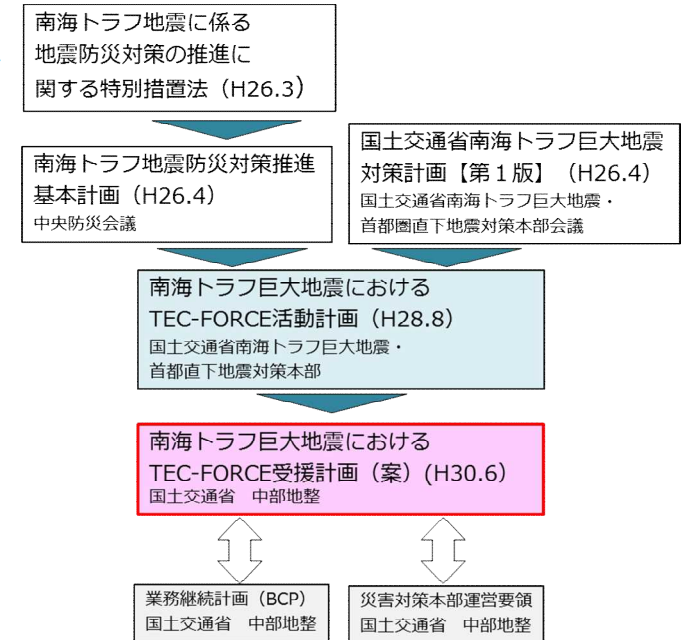 南海トラフ地震に係る
地震防災対策の推進に
関する特別措置法（H26.3）
南海トラフ地震防災対策推進
基本計画（H26.4）
中央防災会議
国土交通省南海トラフ巨大地震
対策計画【第１版】（H26.4）
国土交通省南海トラフ巨大地震・
首都圏直下地震対策本部会議
南海トラフ巨大地震における
TEC-FORCE活動計画（H28.8）
国土交通省南海トラフ巨大地震・
首都直下地震対策本部
南海トラフ巨大地震における
TEC-FORCE受援計画（案）(H30.6）
国土交通省　中部地整
業務継続計画（BCP）
国土交通省　中部地整
災害対策本部運営要領
国土交通省　中部地整